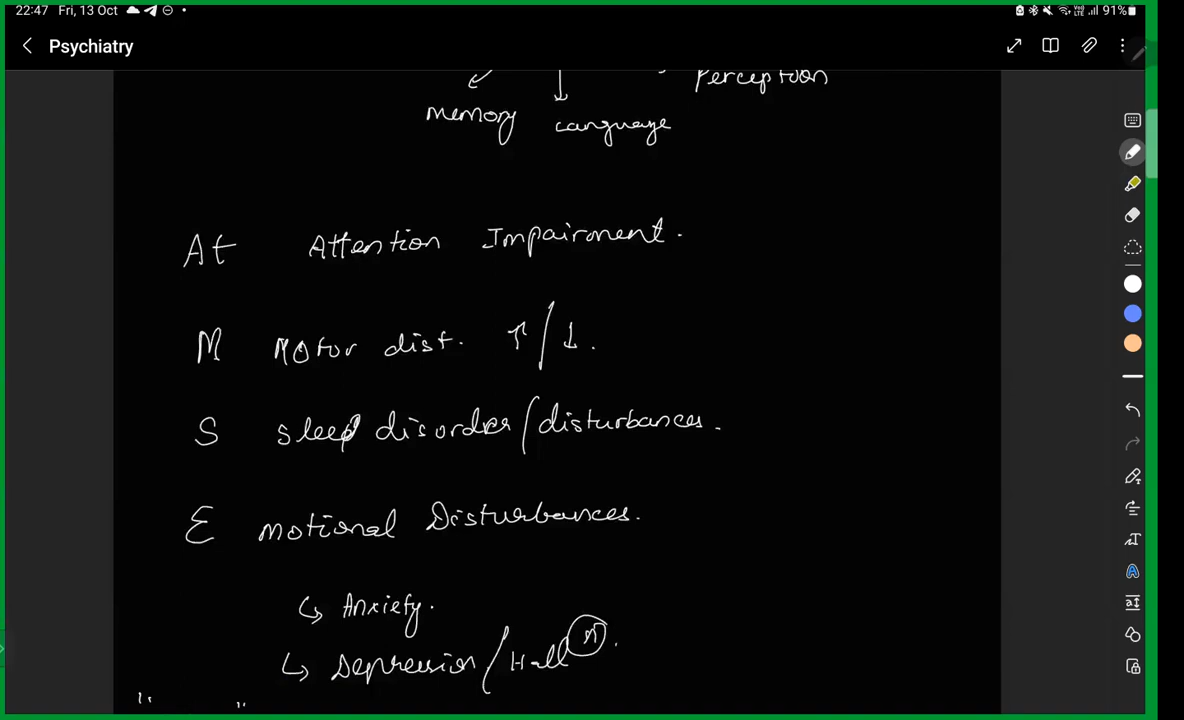 22:47 Fri, 13 Oct 91%
Psychiatry
Perception
memory language
At Attention Impairment.
M Motor dist. ↑/↓.
S sleep disorder/disturbances.
E motional Disturbances.
↳ Anxiety.
↳ Depression/Halln.